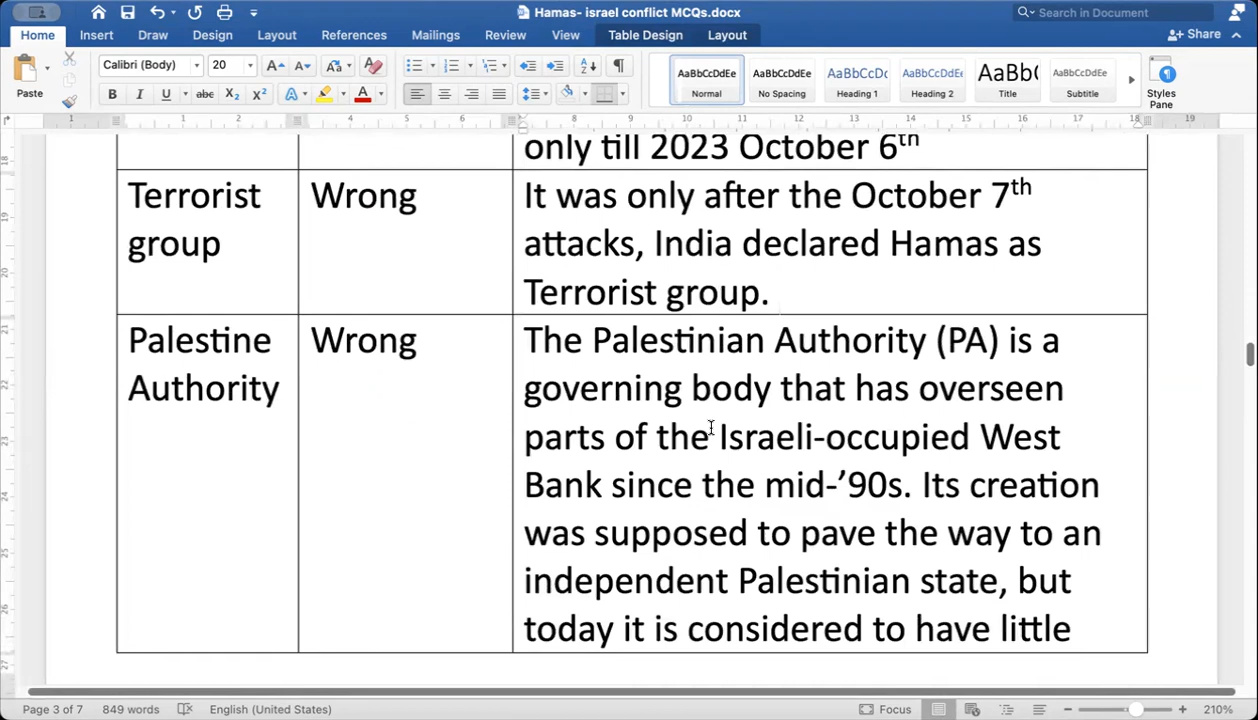 Hamas- israel conflict MCQs.docx
Search in Document
Home Insert Draw Design Layout References Mailings Review View Table Design Layout
Share
Paste
Calibri (Body) 20
AaBbCcDdEe AaBbCcDdEe AaBbCcDc AaBbCcDdEe AaBb( AaBbCcDdEe
Normal No Spacing Heading 1 Heading 2 Title Subtitle
Styles
Pane
only till 2023 October 6th
Terrorist
group
Wrong
It was only after the October 7th
attacks, India declared Hamas as
Terrorist group.
Palestine
Authority
Wrong
The Palestinian Authority (PA) is a
governing body that has overseen
parts of the Israeli-occupied West
Bank since the mid-’90s. Its creation
was supposed to pave the way to an
independent Palestinian state, but
today it is considered to have little
Page 3 of 7 849 words English (United States) Focus 210%